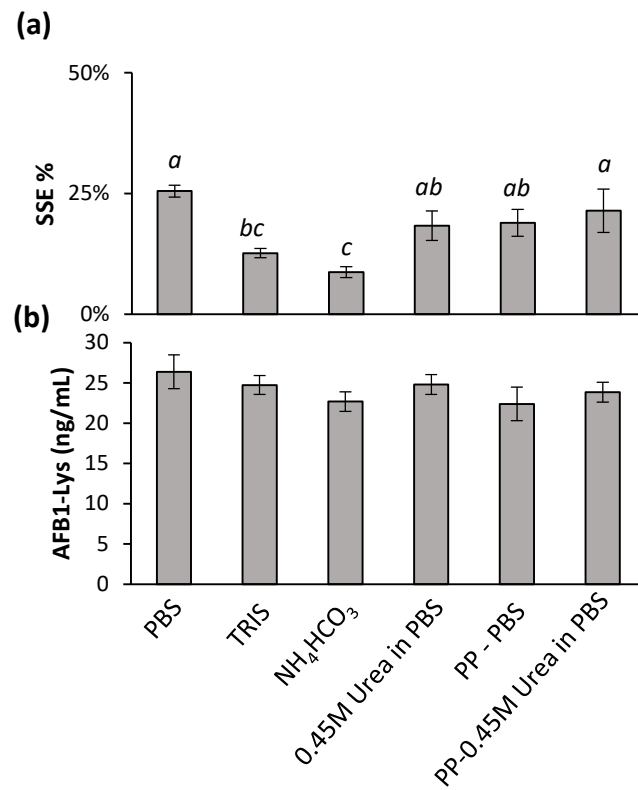 (a)
50%
25%
0%
SSE %
a
bc
c
ab
ab
a
(b)
30
25
20
15
10
5
0
AFB1-Lys (ng/mL)
PBS
TRIS
NH₄HCO₃
0.45M Urea in PBS
PP - PBS
PP-0.45M Urea in PBS